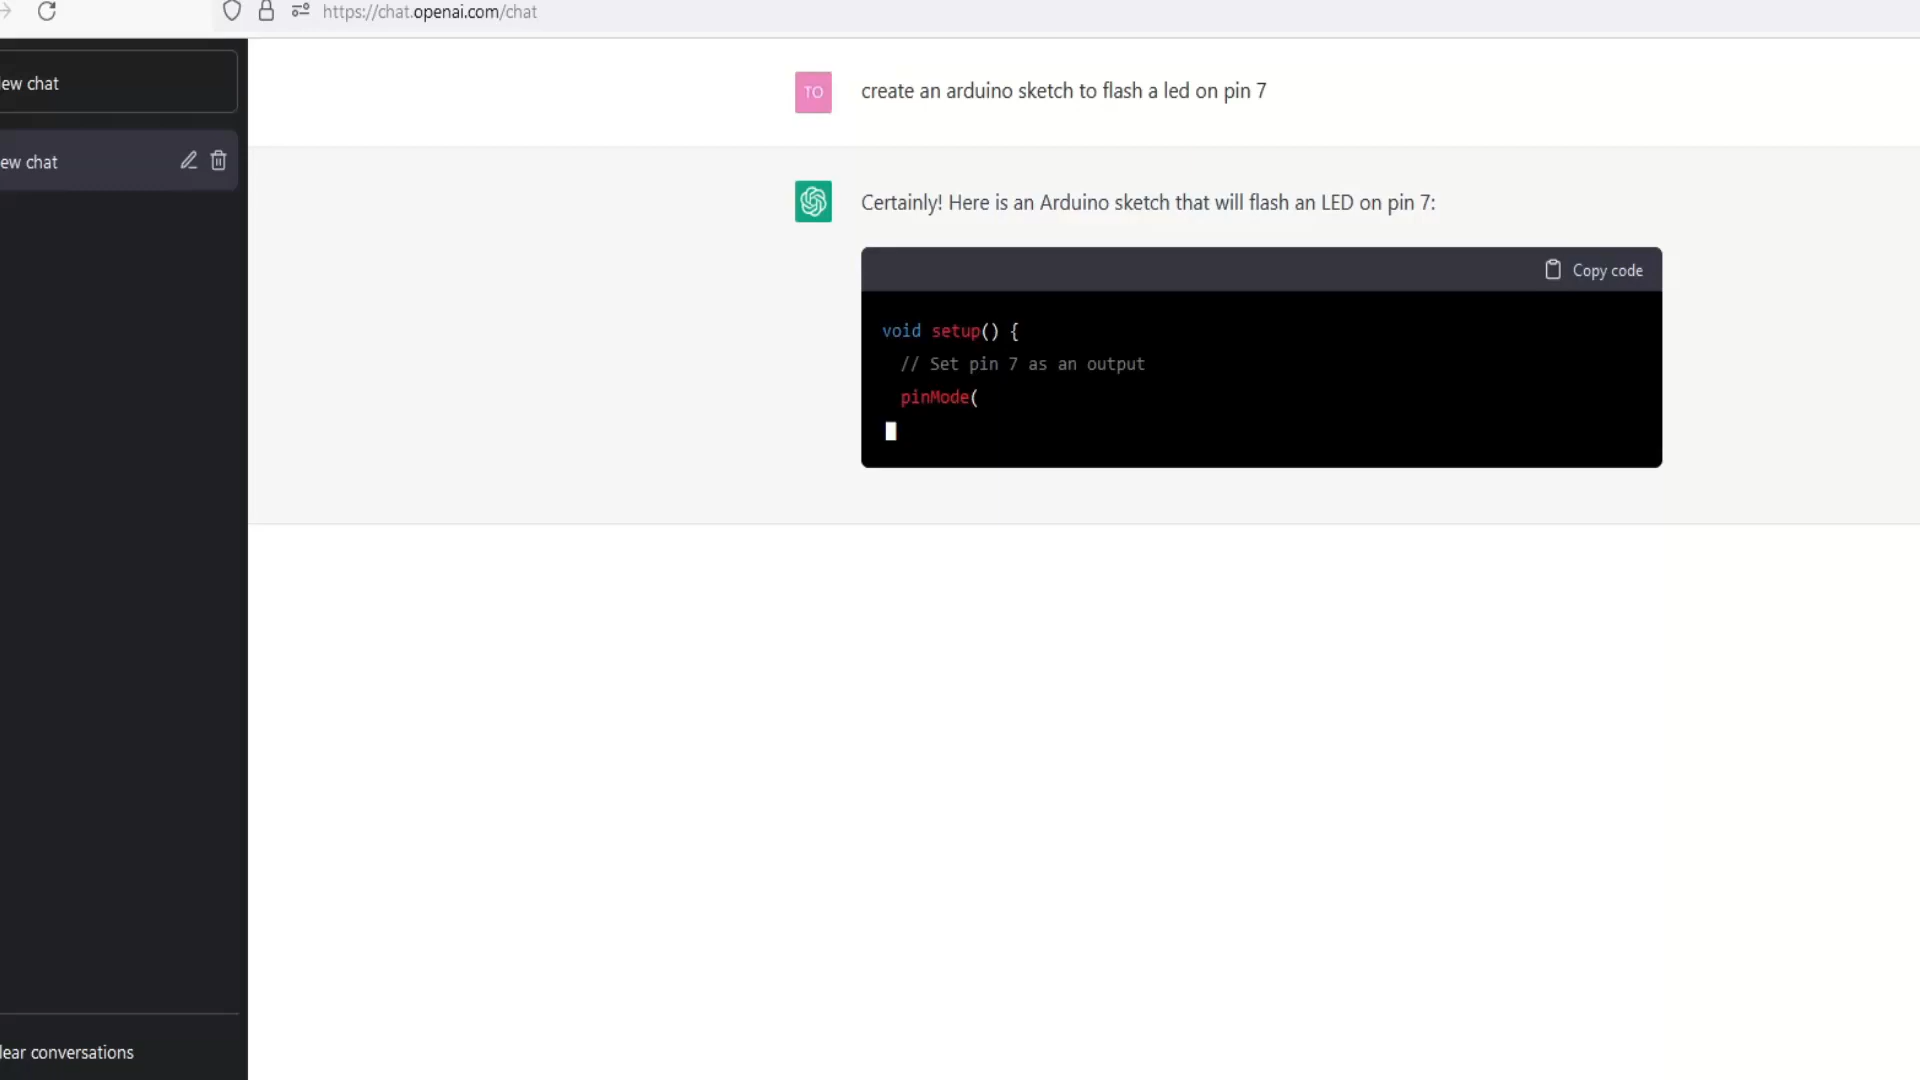 https://chat.openai.com/chat
ew chat
ew chat
TO
create an arduino sketch to flash a led on pin 7
Certainly! Here is an Arduino sketch that will flash an LED on pin 7:
Copy code
void setup() {
// Set pin 7 as an output
pinMode(
lear conversations